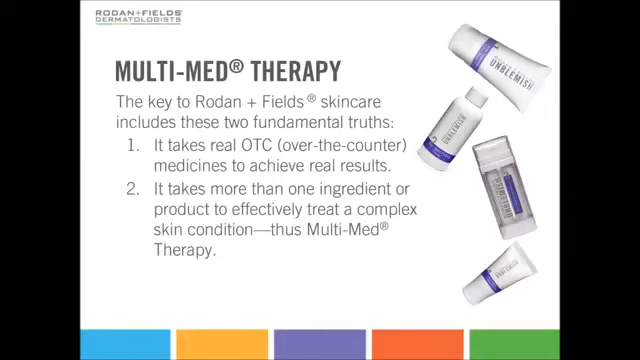 RODAN+FIELDS®
DERMATOLOGISTS
MULTI-MED® THERAPY
The key to Rodan + Fields® skincare
includes these two fundamental truths:
1. It takes real OTC (over-the-counter)
medicines to achieve real results.
2. It takes more than one ingredient or
product to effectively treat a complex
skin condition—thus Multi-Med®
Therapy.
UNBLEMISH
UNBLEMISH
UNBLEMISH
UNBLEMISH